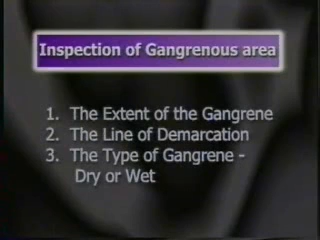 Inspection of Gangrenous area
1. The Extent of the Gangrene
2. The Line of Demarcation
3. The Type of Gangrene -
Dry or Wet